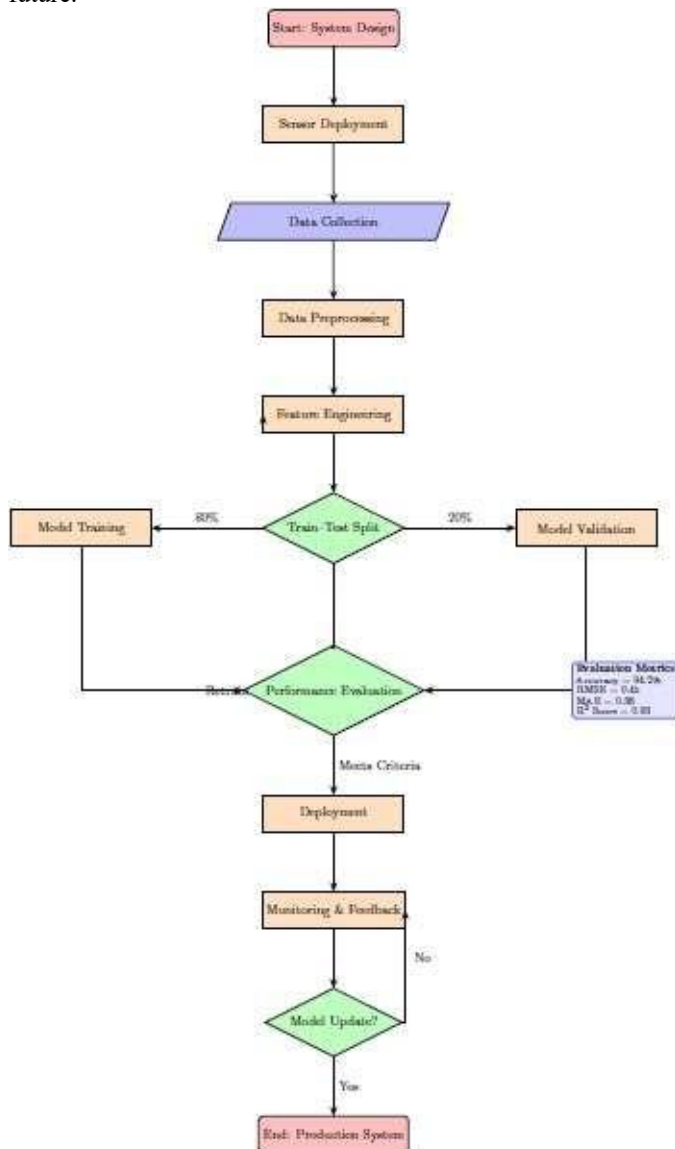 future.
Start: System Design
Sensor Deployment
Data Collection
Data Preprocessing
Feature Engineering
Train-Test Split
80%
20%
Model Training
Model Validation
Evaluation Metrics
Performance Evaluation
Meets Criteria
Deployment
Monitoring & Feedback
No
Model Update?
Yes
End: Production System